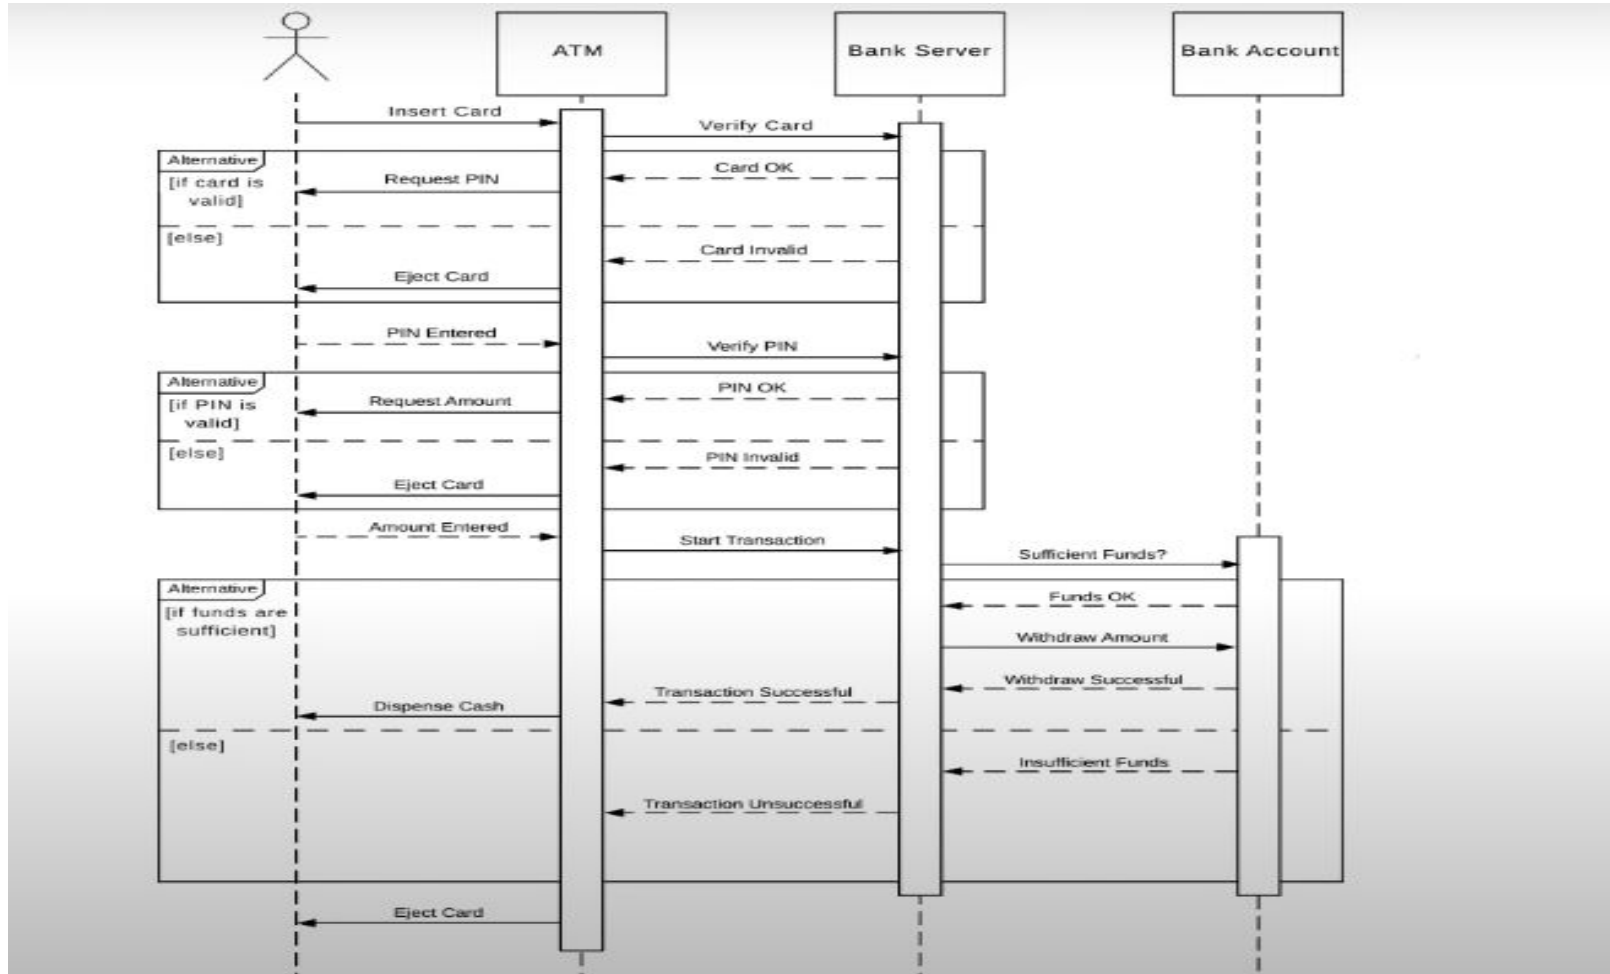 ATM
Bank Server
Bank Account
Insert Card
Verify Card
Alternative
Card OK
[if card is
valid]
Request PIN
[else]
Card Invalid
Eject Card
PIN Entered
Verify PIN
Alternative
PIN OK
[if PIN is
valid]
Request Amount
[else]
PIN Invalid
Eject Card
Amount Entered
Start Transaction
Sufficient Funds?
Alternative
Funds OK
[if funds are
sufficient]
Withdraw Amount
Withdraw Successful
Transaction Successful
Dispense Cash
[else]
Insufficient Funds
Transaction Unsuccessful
Eject Card